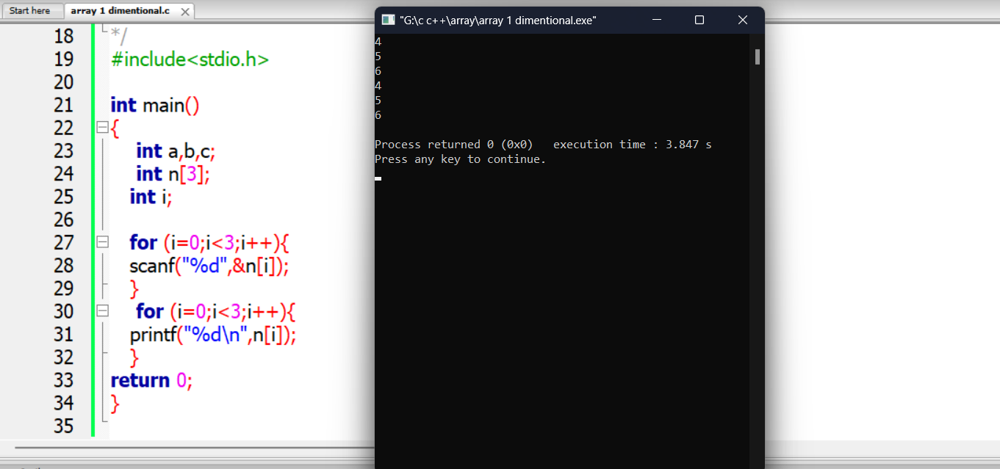 Start here
array 1 dimentional.c
18 */
19 #include<stdio.h>
20
21 int main()
22 {
23 int a,b,c;
24 int n[3];
25 int i;
26
27 for (i=0;i<3;i++){
28 scanf("%d",&n[i]);
29 }
30 for (i=0;i<3;i++){
31 printf("%d\n",n[i]);
32 }
33 return 0;
34 }
35
"G:\c c++\array\array 1 dimentional.exe"
4
5
6
4
5
6
Process returned 0 (0x0)   execution time : 3.847 s
Press any key to continue.